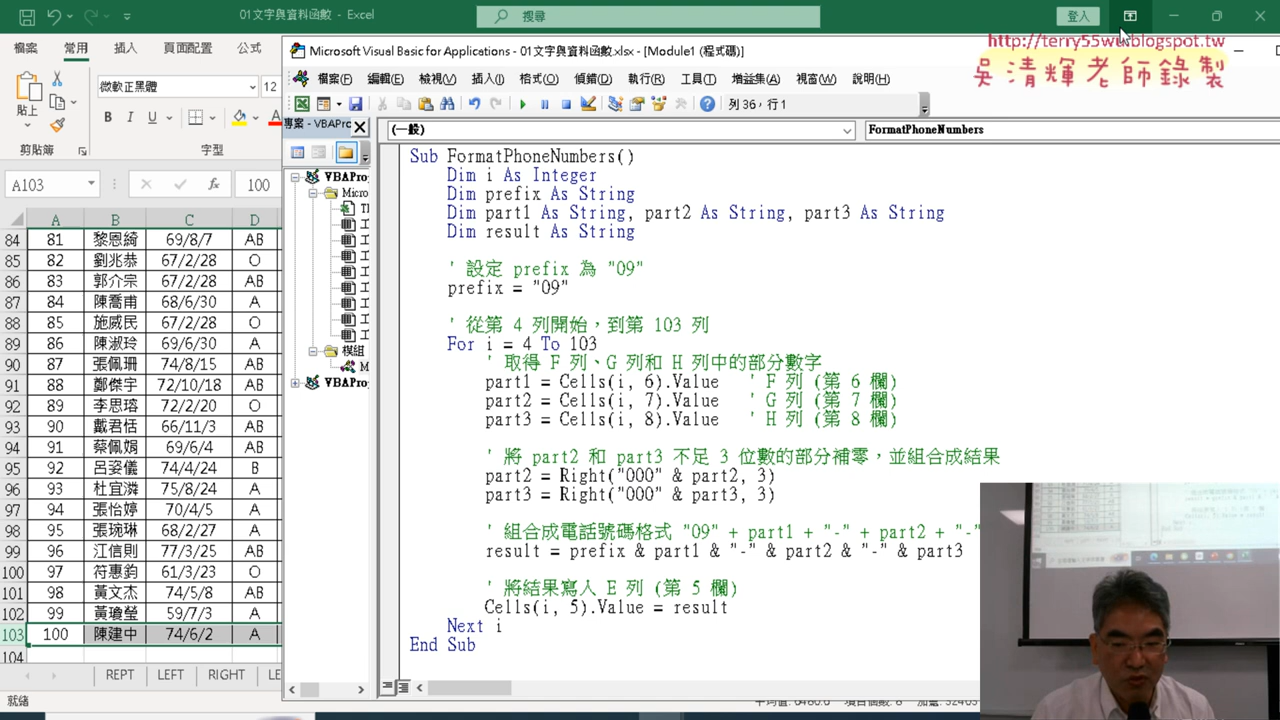 01文字與資料函數 - Excel
搜尋
登入
檔案 常用 插入 頁面配置 公式
http://terry55wu.blogspot.tw
吳清輝老師錄製
貼上
微軟正黑體 12
B I U
剪貼簿 字型
A103 100
A B C D
84 81 黎恩綺 69/8/7 AB
85 82 劉兆恭 67/2/28 O
86 83 郭介宗 67/2/28 AB
87 84 陳喬甫 68/6/30 A
88 85 施威民 67/2/28 O
89 86 陳淑玲 69/6/30 A
90 87 張佩珊 74/8/15 AB
91 88 鄭傑宇 72/10/18 AB
92 89 李思瑢 72/2/20 O
93 90 戴君恬 66/11/3 AB
94 91 蔡佩娟 69/6/4 AB
95 92 呂姿儀 74/4/24 B
96 93 杜宜潾 75/8/24 A
97 94 張怡婷 70/4/5 A
98 95 張琬琳 68/2/27 A
99 96 江信則 77/3/25 AB
100 97 符惠鈞 61/3/23 O
101 98 黃文杰 74/5/8 AB
102 99 黃瓊瑩 59/7/3 A
103 100 陳建中 74/6/2 A
104
REPT LEFT RIGHT LE
就緒
Microsoft Visual Basic for Applications - 01文字與資料函數.xlsx - [Module1 (程式碼)]
檔案(F) 編輯(E) 檢視(V) 插入(I) 格式(O) 偵錯(D) 執行(R) 工具(T) 增益集(A) 視窗(W) 說明(H)
列 36，行 1
專案 - VBAPro
VBAPro
Micro
模組
VBAPro
(一般) FormatPhoneNumbers
Sub FormatPhoneNumbers()
Dim i As Integer
Dim prefix As String
Dim part1 As String, part2 As String, part3 As String
Dim result As String
' 設定 prefix 為 "09"
prefix = "09"
' 從第 4 列開始，到第 103 列
For i = 4 To 103
' 取得 F 列、G 列和 H 列中的部分數字
part1 = Cells(i, 6).Value ' F 列 (第 6 欄)
part2 = Cells(i, 7).Value ' G 列 (第 7 欄)
part3 = Cells(i, 8).Value ' H 列 (第 8 欄)
' 將 part2 和 part3 不足 3 位數的部分補零，並組合成結果
part2 = Right("000" & part2, 3)
part3 = Right("000" & part3, 3)
' 組合成電話號碼格式 "09" + part1 + "-" + part2 + "-"
result = prefix & part1 & "-" & part2 & "-" & part3
' 將結果寫入 E 列 (第 5 欄)
Cells(i, 5).Value = result
Next i
End Sub